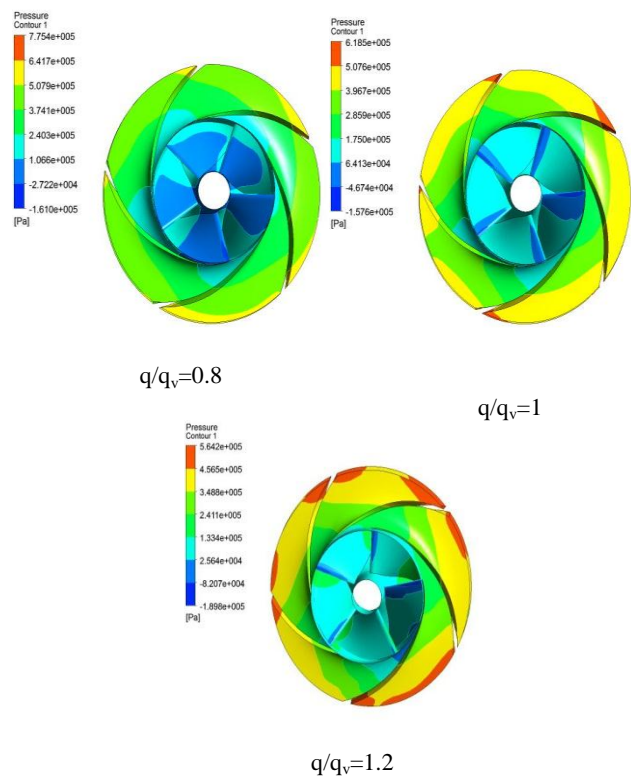 Pressure
Contour 1
7.754e+005
6.417e+005
5.079e+005
3.741e+005
2.403e+005
1.066e+005
-2.722e+004
-1.610e+005
[Pa]
q/qv=0.8
Pressure
Contour 1
6.185e+005
5.076e+005
3.967e+005
2.859e+005
1.750e+005
6.413e+004
-4.674e+004
-1.576e+005
[Pa]
q/qv=1
Pressure
Contour 1
5.642e+005
4.565e+005
3.488e+005
2.411e+005
1.334e+005
2.564e+004
-8.207e+004
-1.898e+005
[Pa]
q/qv=1.2